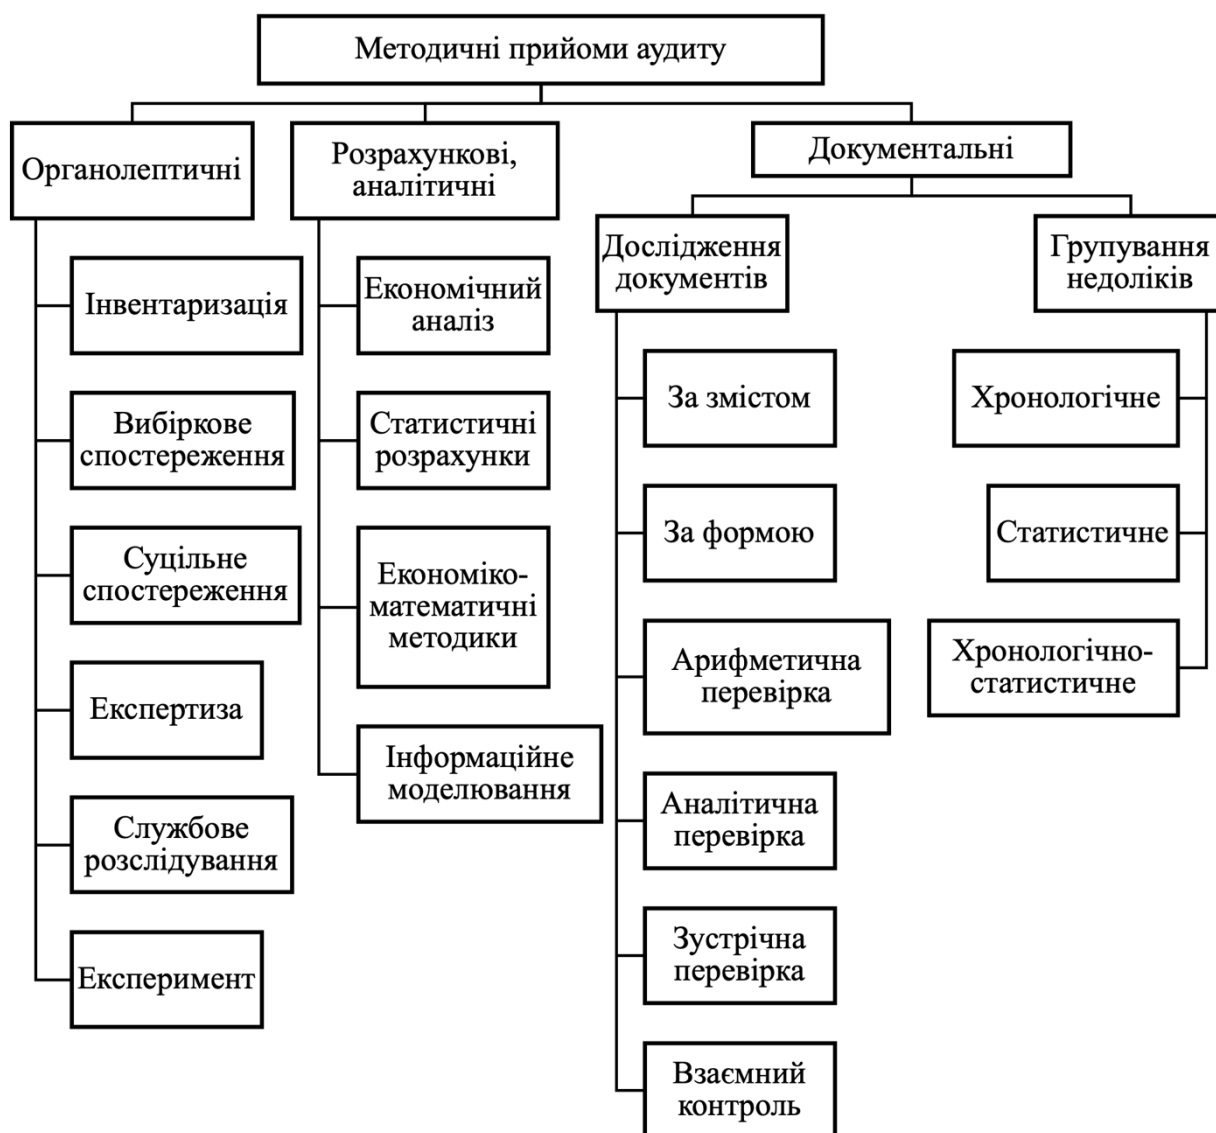 Методичні прийоми аудиту
Органолептичні
Інвентаризація
Вибіркове
спостереження
Суцільне
спостереження
Експертиза
Службове
розслідування
Експеримент
Розрахункові,
аналітичні
Економічний
аналіз
Статистичні
розрахунки
Економіко-
математичні
методики
Інформаційне
моделювання
Документальні
Дослідження
документів
За змістом
За формою
Арифметична
перевірка
Аналітична
перевірка
Зустрічна
перевірка
Взаємний
контроль
Групування
недоліків
Хронологічне
Статистичне
Хронологічно-
статистичне